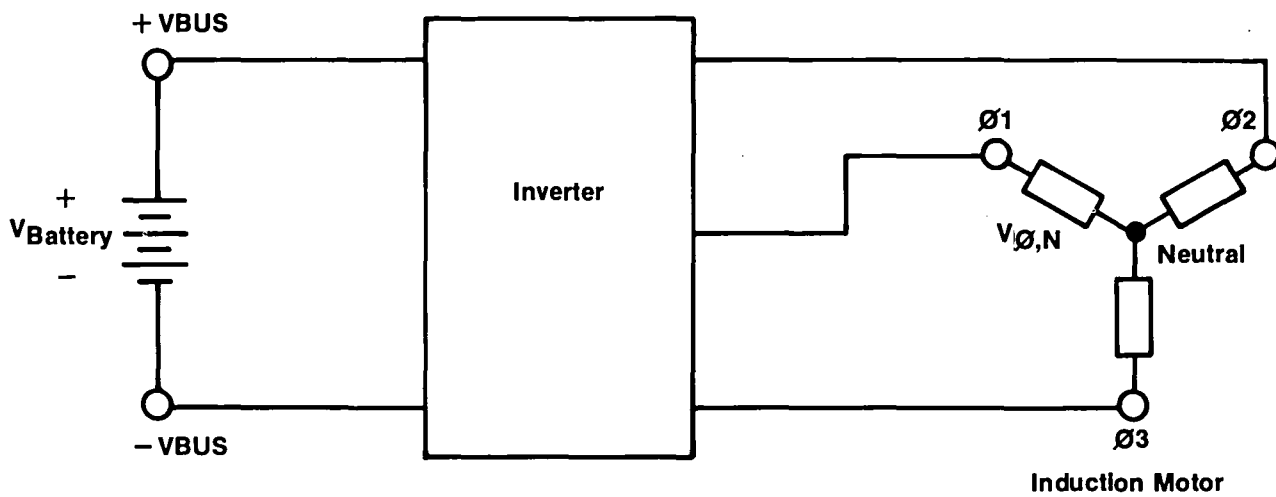 + VBUS
Ø1
Ø2
Inverter
+
VBattery
−
VØ,N
Neutral
− VBUS
Ø3
Induction Motor